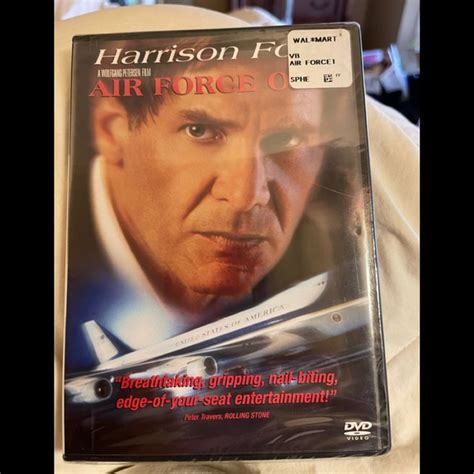 Harrison Fo
WAL★MART
VB
AIR FORCE1
SPHE
A WOLFGANG PETERSEN FILM
AIR FORCE O
UNITED STATES OF AMERICA
"Breathtaking, gripping, nail-biting,
edge-of-your-seat entertainment!"
Peter Travers, ROLLING STONE
DVD
VIDEO